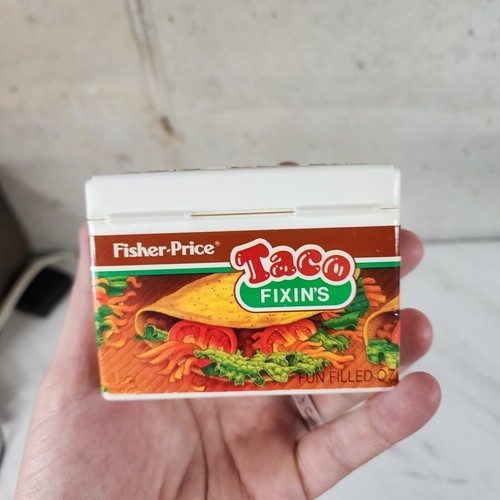 Fisher-Price®
Taco
FIXIN'S
FUN FILLED OZ